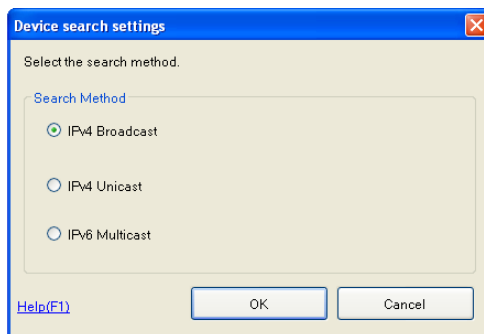 Device search settings
Select the search method.
Search Method
IPv4 Broadcast
IPv4 Unicast
IPv6 Multicast
Help(F1)
OK
Cancel